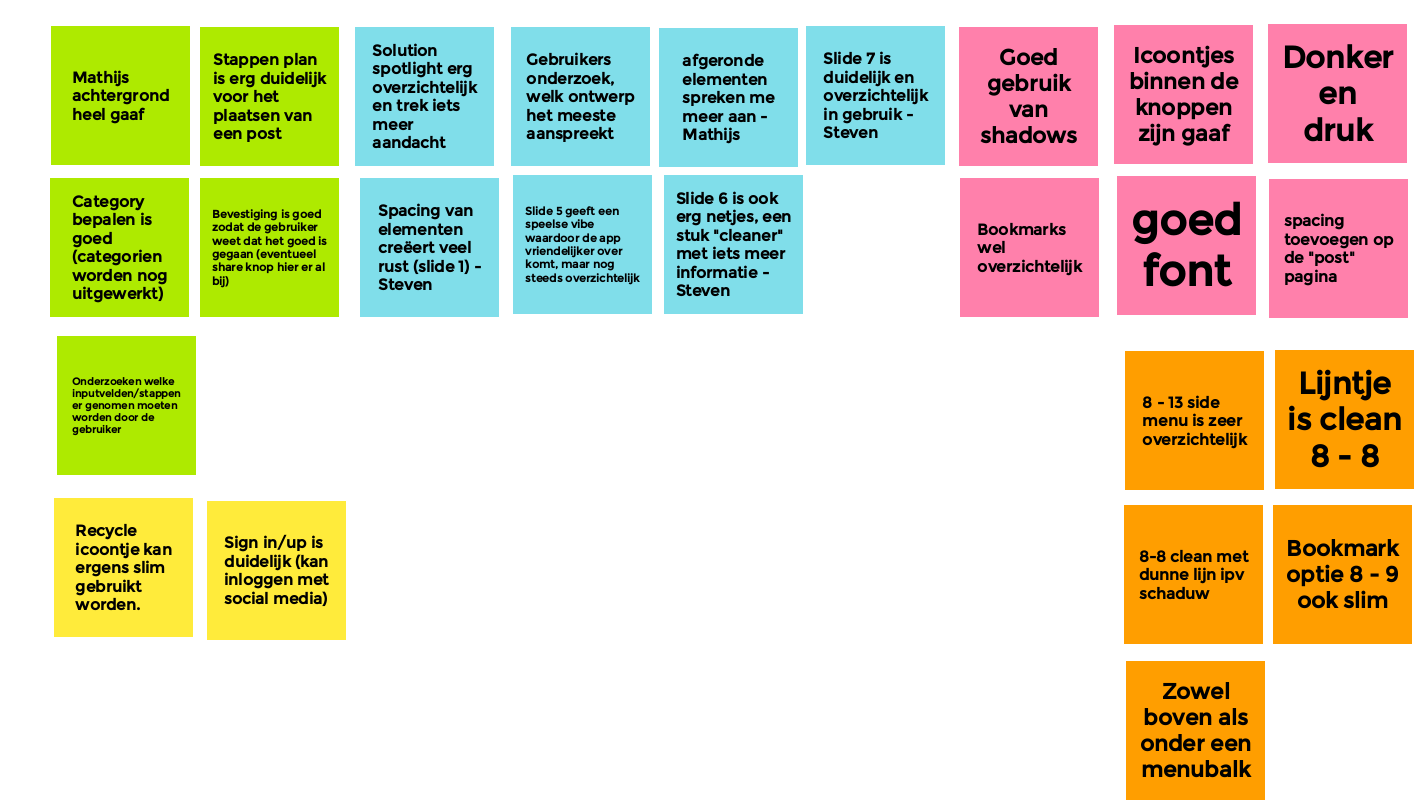 Mathijs
achtergrond
heel gaaf
Stappen plan
is erg duidelijk
voor het
plaatsen van
een post
Solution
spotlight erg
overzichtelijk
en trek iets
meer
aandacht
Gebruikers
onderzoek,
welk ontwerp
het meeste
aanspreekt
afgeronde
elementen
spreken me
meer aan -
Mathijs
Slide 7 is
duidelijk en
overzichtelijk
in gebruik -
Steven
Goed
gebruik
van
shadows
Icoontjes
binnen de
knoppen
zijn gaaf
Donker
en
druk
Category
bepalen is
goed
(categorien
worden nog
uitgewerkt)
Bevestiging is goed
zodat de gebruiker
weet dat het goed is
gegaan (eventueel
share knop hier er al
bij)
Spacing van
elementen
creëert veel
rust (slide 1) -
Steven
Slide 5 geeft een
speelse vibe
waardoor de app
vriendelijker over
komt, maar nog
steeds overzichtelijk
Slide 6 is ook
erg netjes, een
stuk "cleaner"
met iets meer
informatie -
Steven
Bookmarks
wel
overzichtelijk
goed
font
spacing
toevoegen op
de "post"
pagina
Onderzoeken welke
inputvelden/stappen
er genomen moeten
worden door de
gebruiker
8 - 13 side
menu is zeer
overzichtelijk
Lijntje
is clean
8 - 8
Recycle
icoontje kan
ergens slim
gebruikt
worden.
Sign in/up is
duidelijk (kan
inloggen met
social media)
8-8 clean met
dunne lijn ipv
schaduw
Bookmark
optie 8 - 9
ook slim
Zowel
boven als
onder een
menubalk